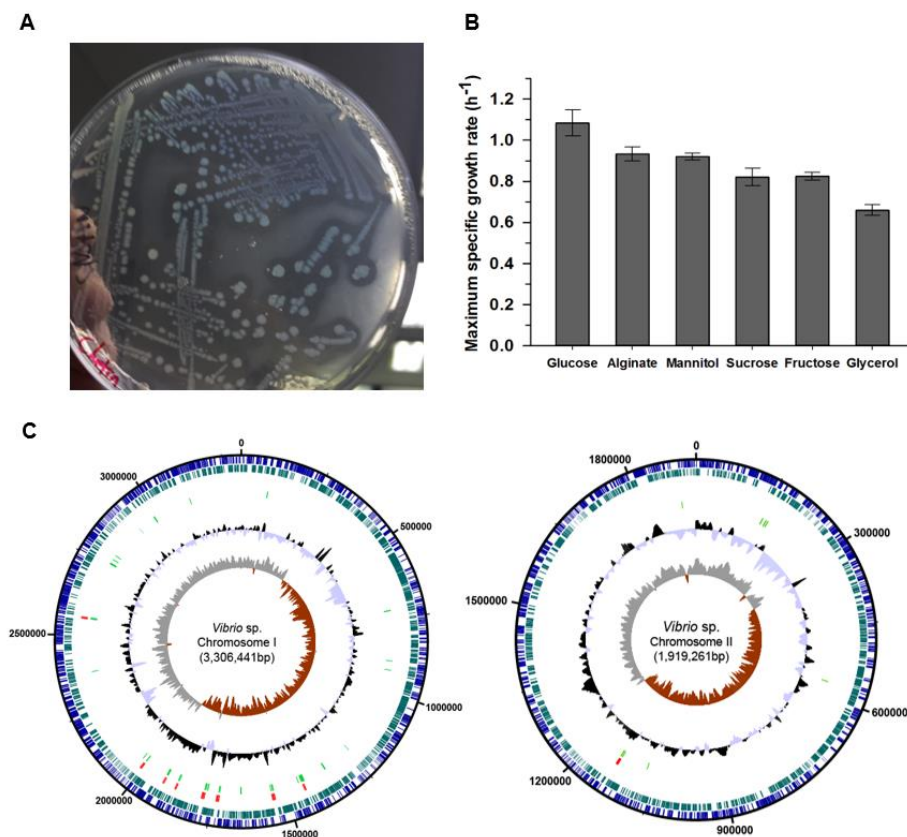 A
B
Maximum specific growth rate (h-1)
1.2
1.0
0.8
0.6
0.4
0.2
0.0
Glucose Alginate Mannitol Sucrose Fructose Glycerol
C
0
500000
1000000
1500000
2000000
2500000
3000000
Vibrio sp.
Chromosome I
(3,306,441bp)
0
300000
600000
900000
1200000
1500000
1800000
Vibrio sp.
Chromosome II
(1,919,261bp)